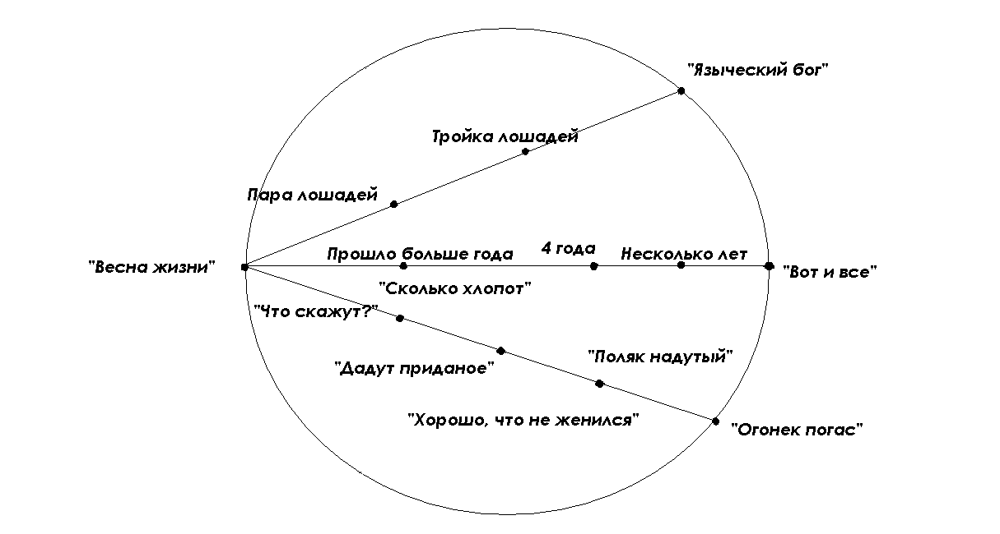 "Языческий бог"
Тройка лошадей
Пара лошадей
"Весна жизни"
Прошло больше года
4 года
Несколько лет
"Вот и все"
"Сколько хлопот"
"Что скажут?"
"Дадут приданое"
"Поляк надутый"
"Хорошо, что не женился"
"Огонек погас"